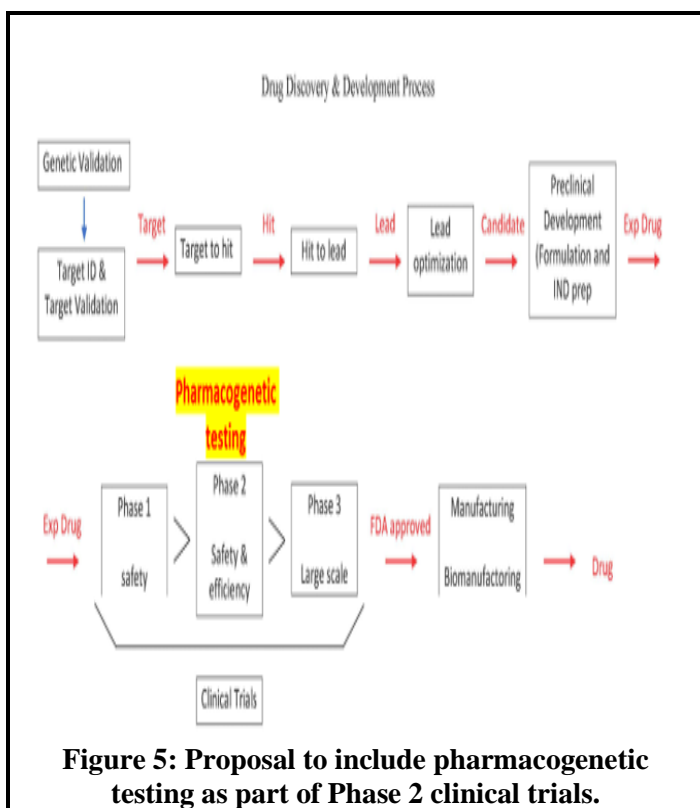 Drug Discovery & Development Process
Genetic Validation
Target ID &
Target Validation
Target
Target to hit
Hit
Hit to lead
Lead
Lead
optimization
Candidate
Preclinical
Development
(Formulation and
IND prep
Exp Drug
Pharmacogenetic
testing
Exp Drug
Phase 1
safety
Phase 2
Safety &
efficiency
Phase 3
Large scale
FDA approved
Manufacturing
Biomanufactoring
Drug
Clinical Trials
Figure 5: Proposal to include pharmacogenetic
testing as part of Phase 2 clinical trials.